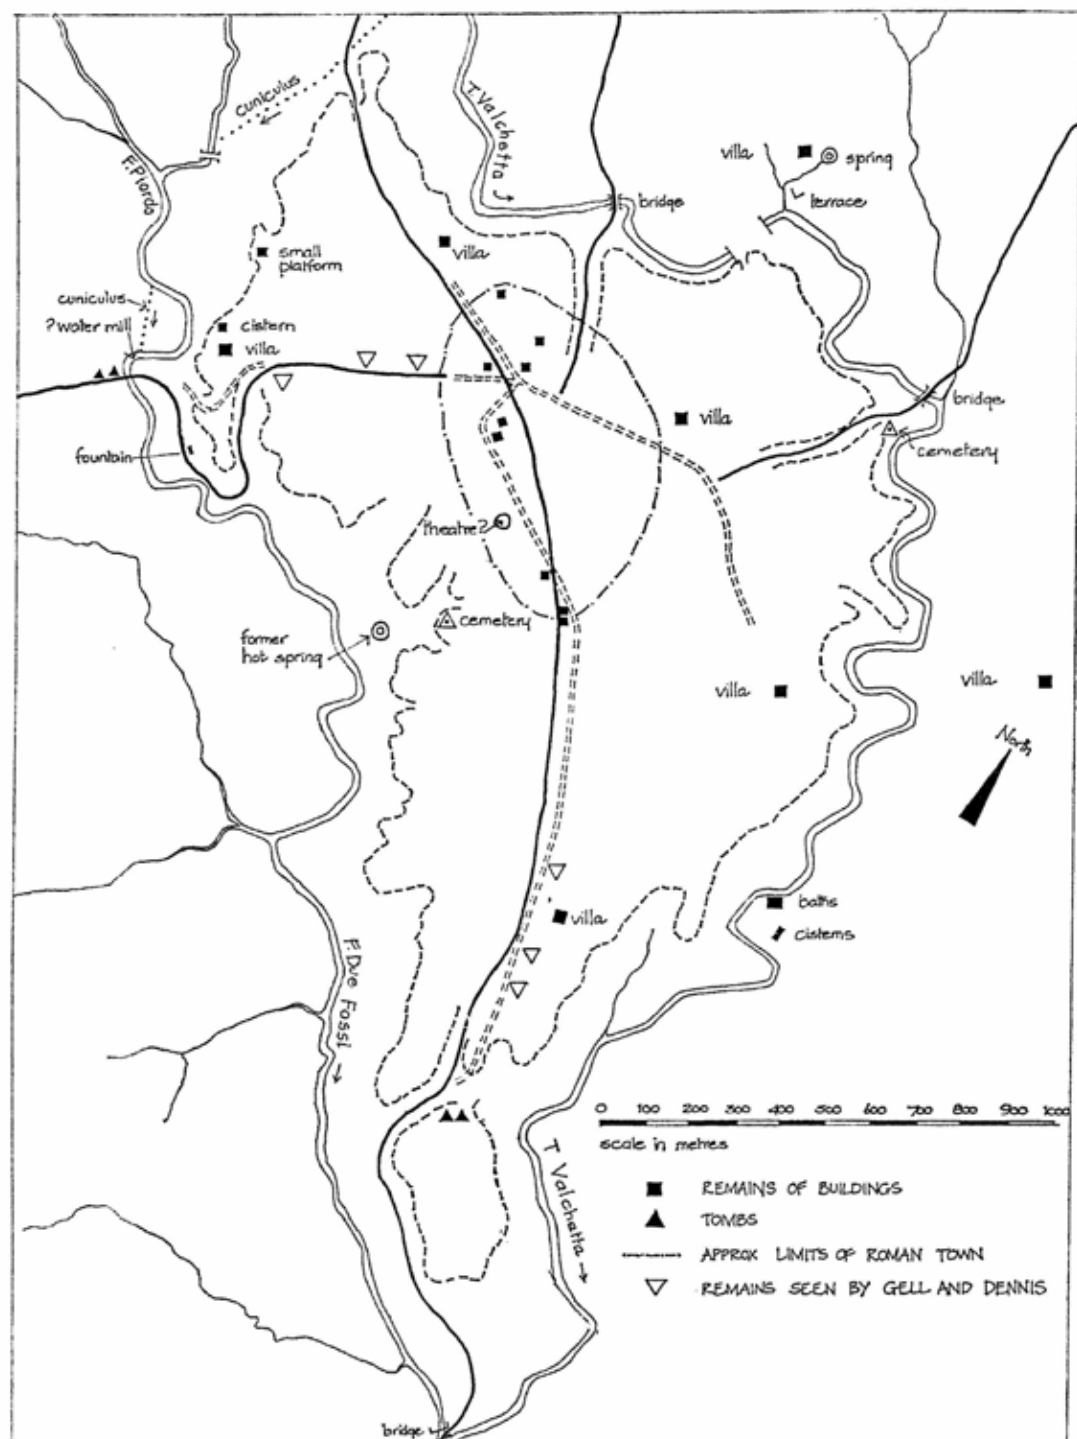 cuniculus
T. Valchetta
F. Piordo
villa
spring
terrace
bridge
villa
small
platform
cuniculus
? water mill
cistern
villa
bridge
villa
cemetery
fountain
theatre?
cemetery
former
hot spring
villa
villa
North
villa
baths
cisterns
F. Due Fossi
T Valchetta
0 100 200 300 400 500 600 700 800 900 1000
scale in metres
REMAINS OF BUILDINGS
TOMBS
APPROX LIMITS OF ROMAN TOWN
REMAINS SEEN BY GELL AND DENNIS
bridge